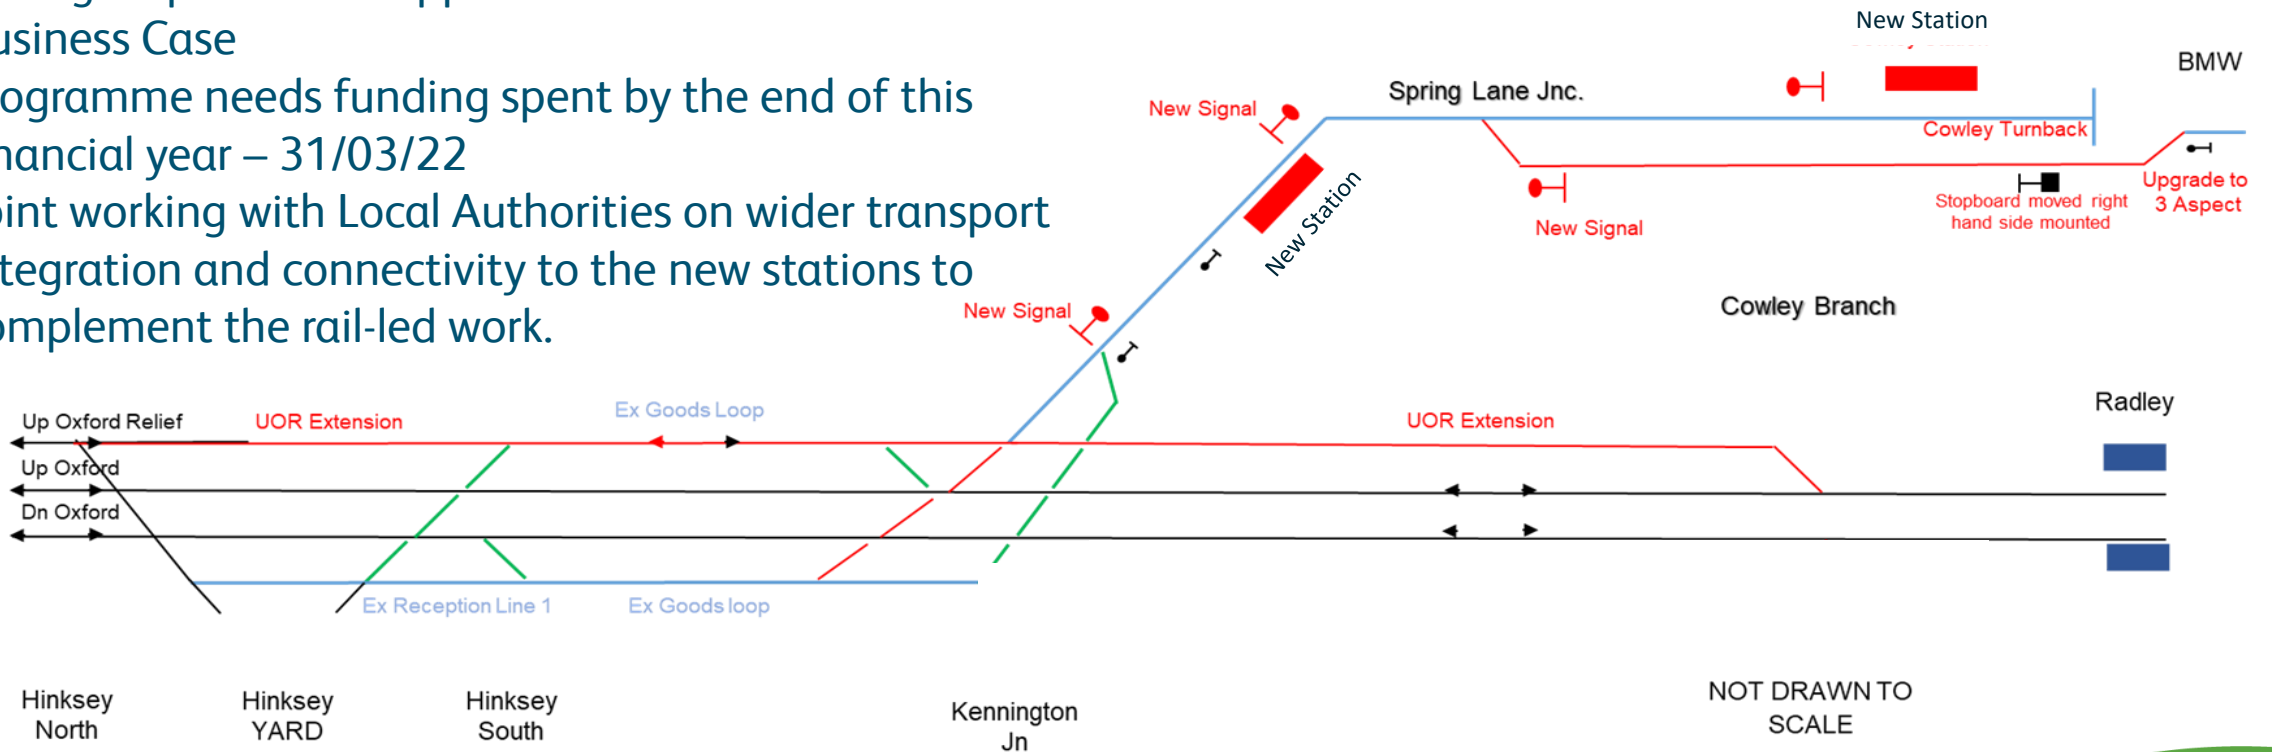 usiness Case
ogramme needs funding spent by the end of this
nancial year – 31/03/22
oint working with Local Authorities on wider transport
tegration and connectivity to the new stations to
omplement the rail-led work.
New Station
BMW
Spring Lane Jnc.
New Signal
Cowley Turnback
New Station
New Signal
Stopboard moved right
hand side mounted
Upgrade to
3 Aspect
New Signal
Cowley Branch
Radley
Up Oxford Relief
UOR Extension
Ex Goods Loop
UOR Extension
Up Oxford
Dn Oxford
Ex Reception Line 1
Ex Goods loop
Hinksey
North
Hinksey
YARD
Hinksey
South
Kennington
Jn
NOT DRAWN TO
SCALE